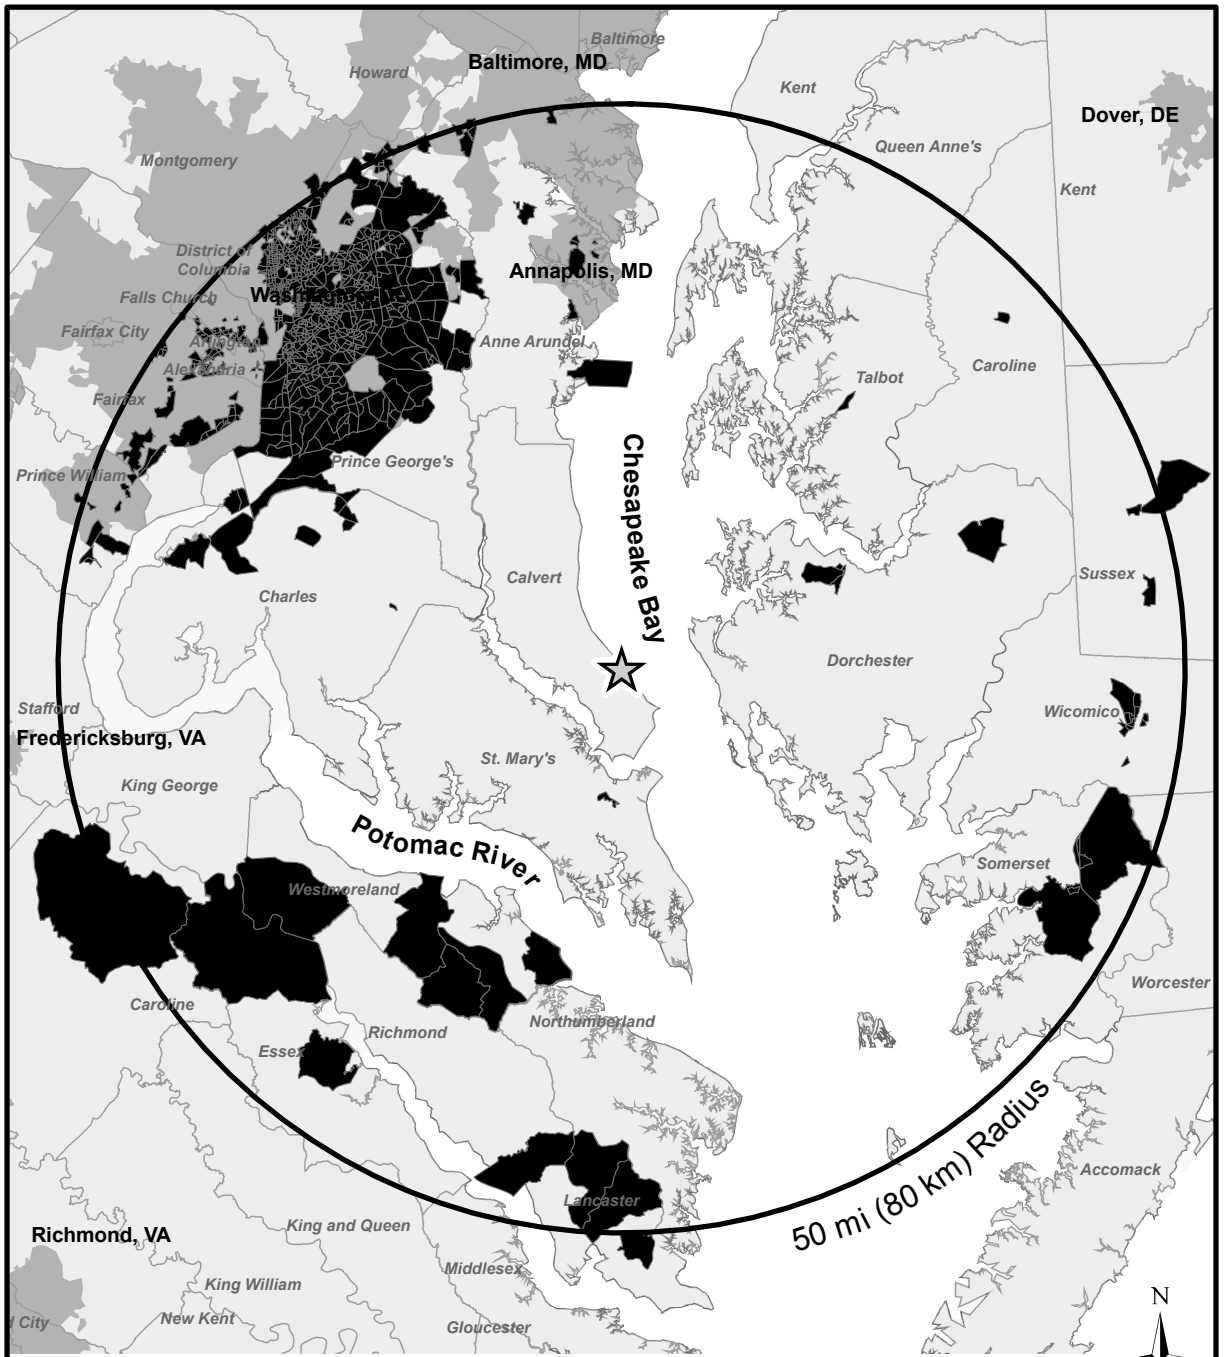 Baltimore
Baltimore, MD
Howard
Kent
Dover, DE
Queen Anne's
Montgomery
Kent
District of
Columbia
Annapolis, MD
Falls Church
Fairfax City
Arlington
Anne Arundel
Alexandria
Talbot
Caroline
Fairfax
Prince George's
Prince William
Chesapeake Bay
Calvert
Sussex
Charles
Dorchester
Stafford
Wicomico
Fredericksburg, VA
St. Mary's
King George
Potomac River
Somerset
Westmoreland
Worcester
Caroline
Northumberland
Richmond
Essex
50 mi (80 km) Radius
Accomack
Lancaster
King and Queen
Richmond, VA
Middlesex
King William
N
New Kent
City
Gloucester